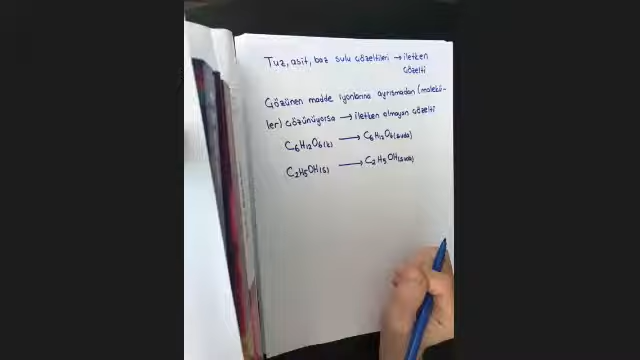 Tuz, asit, baz sulu çözeltileri → iletken
çözelti
Çözünen madde iyonlarına ayrışmadan (molekü-
ler) çözünüyorsa → iletken olmayan çözelti
C₆H₁₂O₆(k) → C₆H₁₂O₆(suda)
C₂H₅OH(s) → C₂H₅OH(suda)